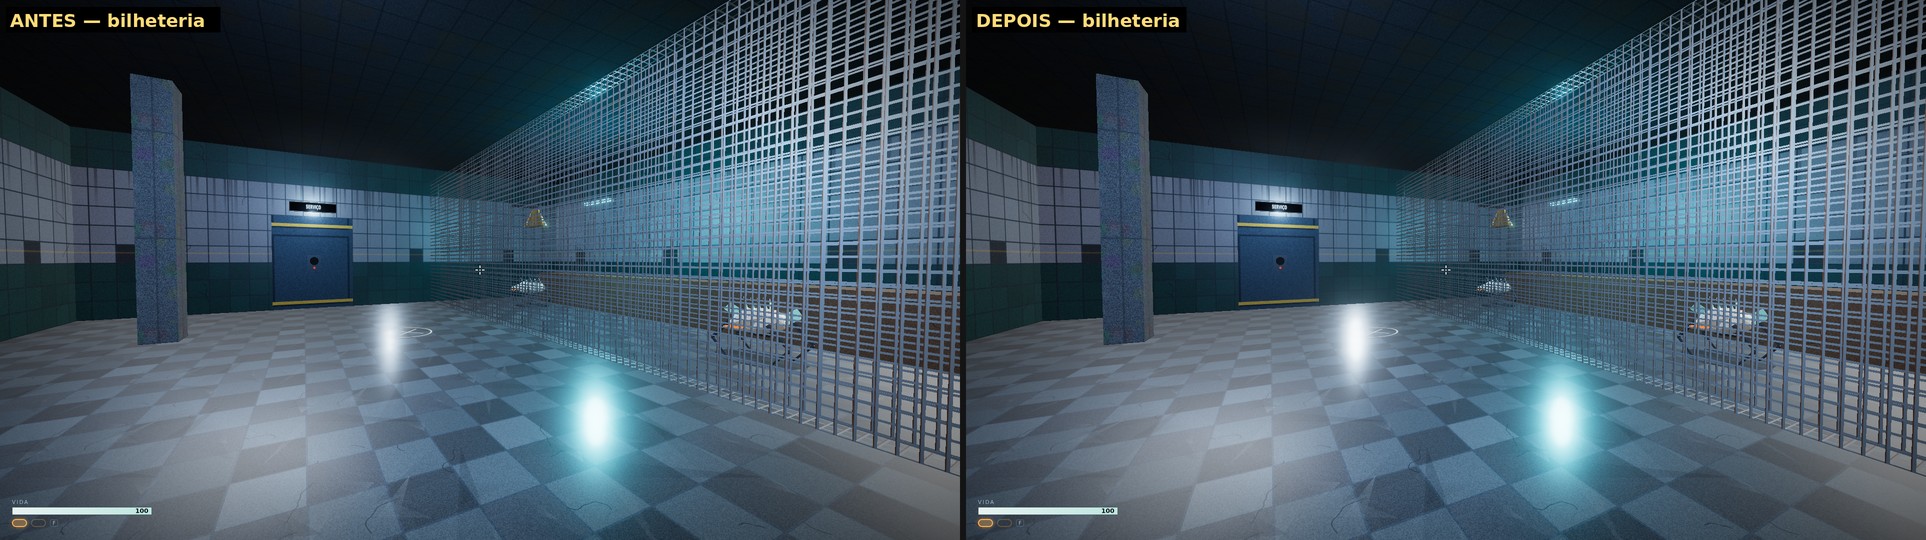 ANTES — bilheteria
SERVIÇO
VIDA
100
F
DEPOIS — bilheteria
SERVIÇO
VIDA
100
F